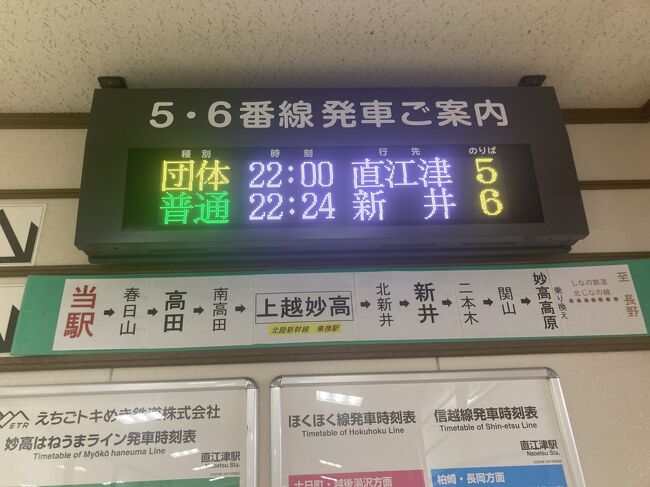 5・6番線発車ご案内
種別 時刻 行先 のりば
団体 22:00 直江津 5
普通 22:24 新井 6
当駅→春日山→高田→南高田→上越妙高→北新井→新井→二本木→関山→妙高高原 乗り換え しなの鉄道 北しなの線 至 長野
北陸新幹線 乗換駅
ETR えちごトキめき鉄道株式会社
妙高はねうまライン発車時刻表
Timetable of Myōkō haneuma Line
直江津駅
Naoetsu Sta.
ほくほく線発車時刻表
Timetable of Hokuhoku Line
十日町・越後湯沢方面
信越線発車時刻表
Timetable of Shin-etsu Line
直江津駅
Naoetsu Sta.
柏崎・長岡方面